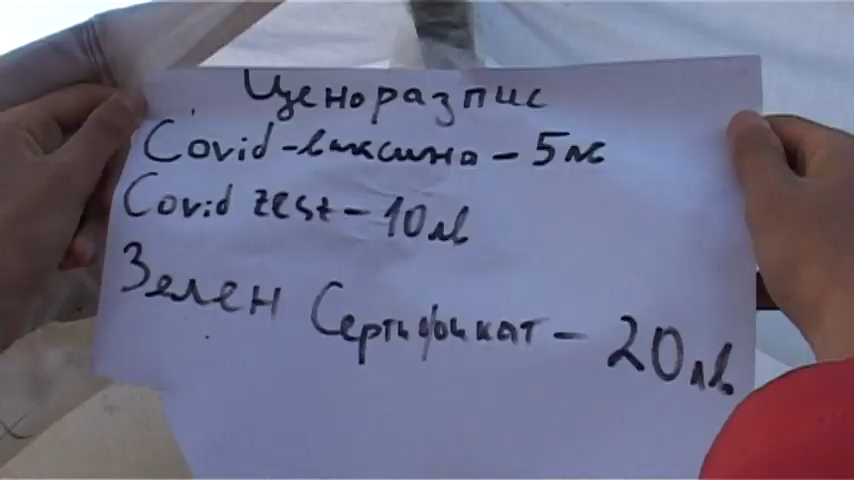 Ценоразпис
Covid-ваксина - 5лв
Covid test - 10лв
Зелен Сертификат - 20лв